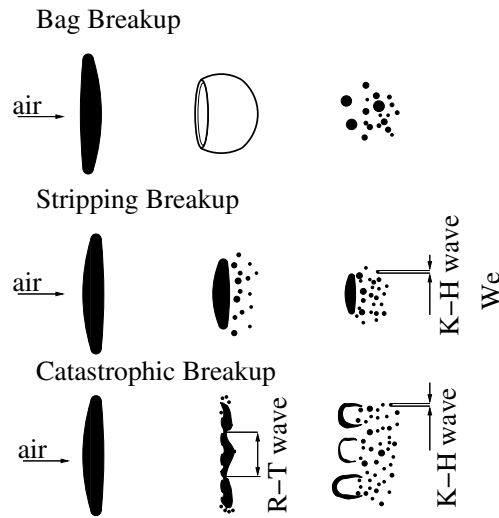 Bag Breakup
air
Stripping Breakup
air
K-H wave
We
Catastrophic Breakup
air
R-T wave
K-H wave